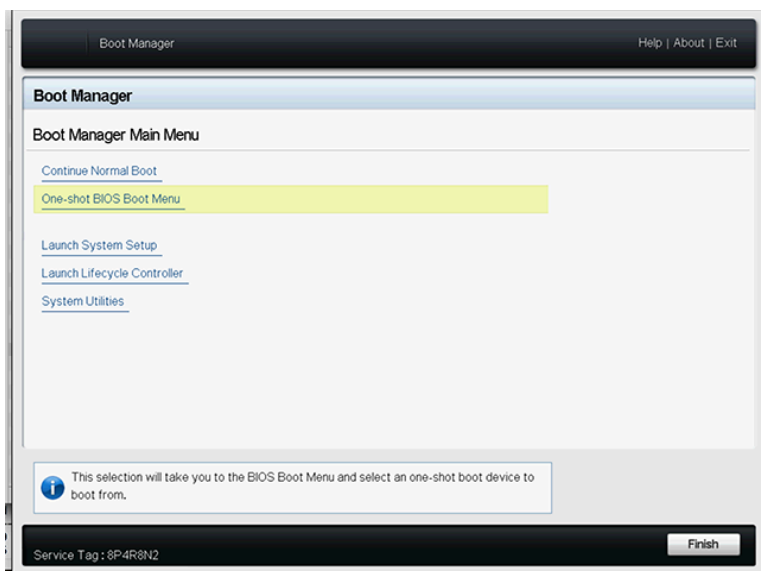 Boot Manager
Help | About | Exit
Boot Manager
Boot Manager Main Menu
Continue Normal Boot
One-shot BIOS Boot Menu
Launch System Setup
Launch Lifecycle Controller
System Utilities
This selection will take you to the BIOS Boot Menu and select an one-shot boot device to
boot from.
Finish
Service Tag : 8P4R8N2